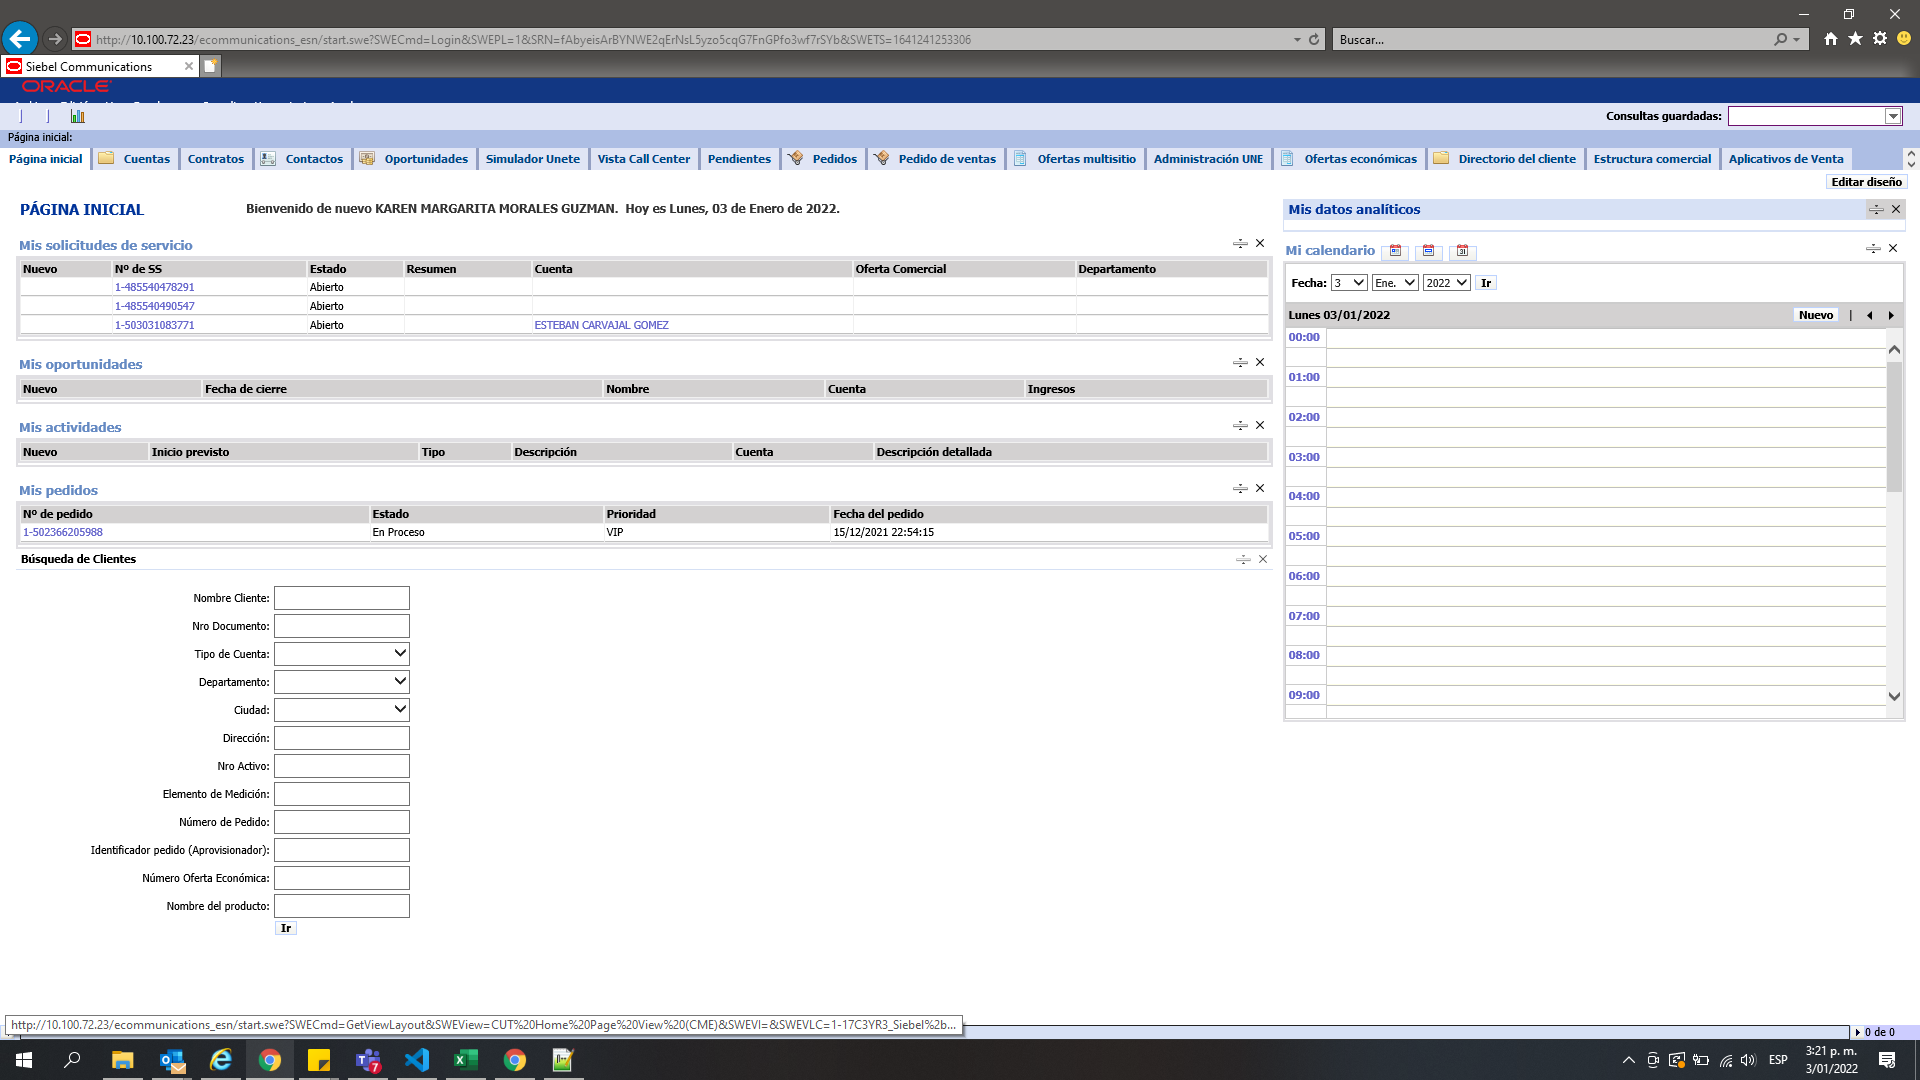 http://10.100.72.23/ecommunications_esn/start.swe?SWECmd=Login&SWEPL=1&SRN=fAbyeisArBYNWE2qErNsL5yzo5cqG7FnGPfo3wf7rSYb&SWETS=1641241253306
Buscar...
Siebel Communications
ORACLE
Consultas guardadas:
Página inicial:
Página inicial Cuentas Contratos Contactos Oportunidades Simulador Unete Vista Call Center Pendientes Pedidos Pedido de ventas Ofertas multisitio Administración UNE Ofertas económicas Directorio del cliente Estructura comercial Aplicativos de Venta
Editar diseño
PÁGINA INICIAL
Bienvenido de nuevo KAREN MARGARITA MORALES GUZMAN. Hoy es Lunes, 03 de Enero de 2022.
Mis solicitudes de servicio
Nuevo Nº de SS Estado Resumen Cuenta Oferta Comercial Departamento
1-485540478291 Abierto
1-485540490547 Abierto
1-503031083771 Abierto ESTEBAN CARVAJAL GOMEZ
Mis oportunidades
Nuevo Fecha de cierre Nombre Cuenta Ingresos
Mis actividades
Nuevo Inicio previsto Tipo Descripción Cuenta Descripción detallada
Mis pedidos
Nº de pedido Estado Prioridad Fecha del pedido
1-502366205988 En Proceso VIP 15/12/2021 22:54:15
Búsqueda de Clientes
Nombre Cliente:
Nro Documento:
Tipo de Cuenta:
Departamento:
Ciudad:
Dirección:
Nro Activo:
Elemento de Medición:
Número de Pedido:
Identificador pedido (Aprovisionador):
Número Oferta Económica:
Nombre del producto:
Ir
Mis datos analíticos
Mi calendario
31
Fecha: 3 Ene. 2022 Ir
Lunes 03/01/2022 Nuevo |
00:00
01:00
02:00
03:00
04:00
05:00
06:00
07:00
08:00
09:00
http://10.100.72.23/ecommunications_esn/start.swe?SWECmd=GetViewLayout&SWEView=CUT%20Home%20Page%20View%20(CME)&SWEVI=&SWEVLC=1-17C3YR3_Siebel%2b...
0 de 0
7
ESP
3:21 p. m.
3/01/2022